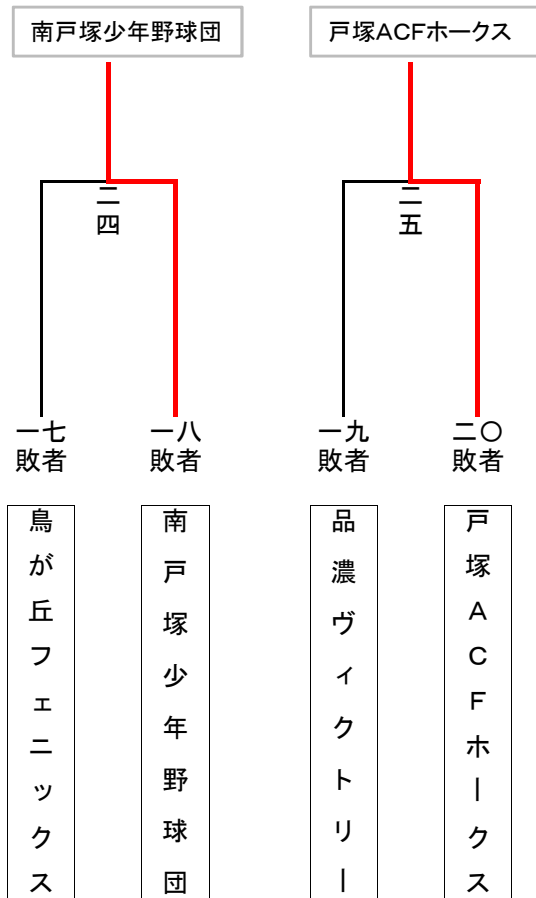 南戸塚少年野球団
戸塚ACFホークス
二四
二五
一七
敗者
一八
敗者
一九
敗者
二〇
敗者
鳥が丘フェニックス
南戸塚少年野球団
品濃ヴィクトリー
戸塚ACFホークス